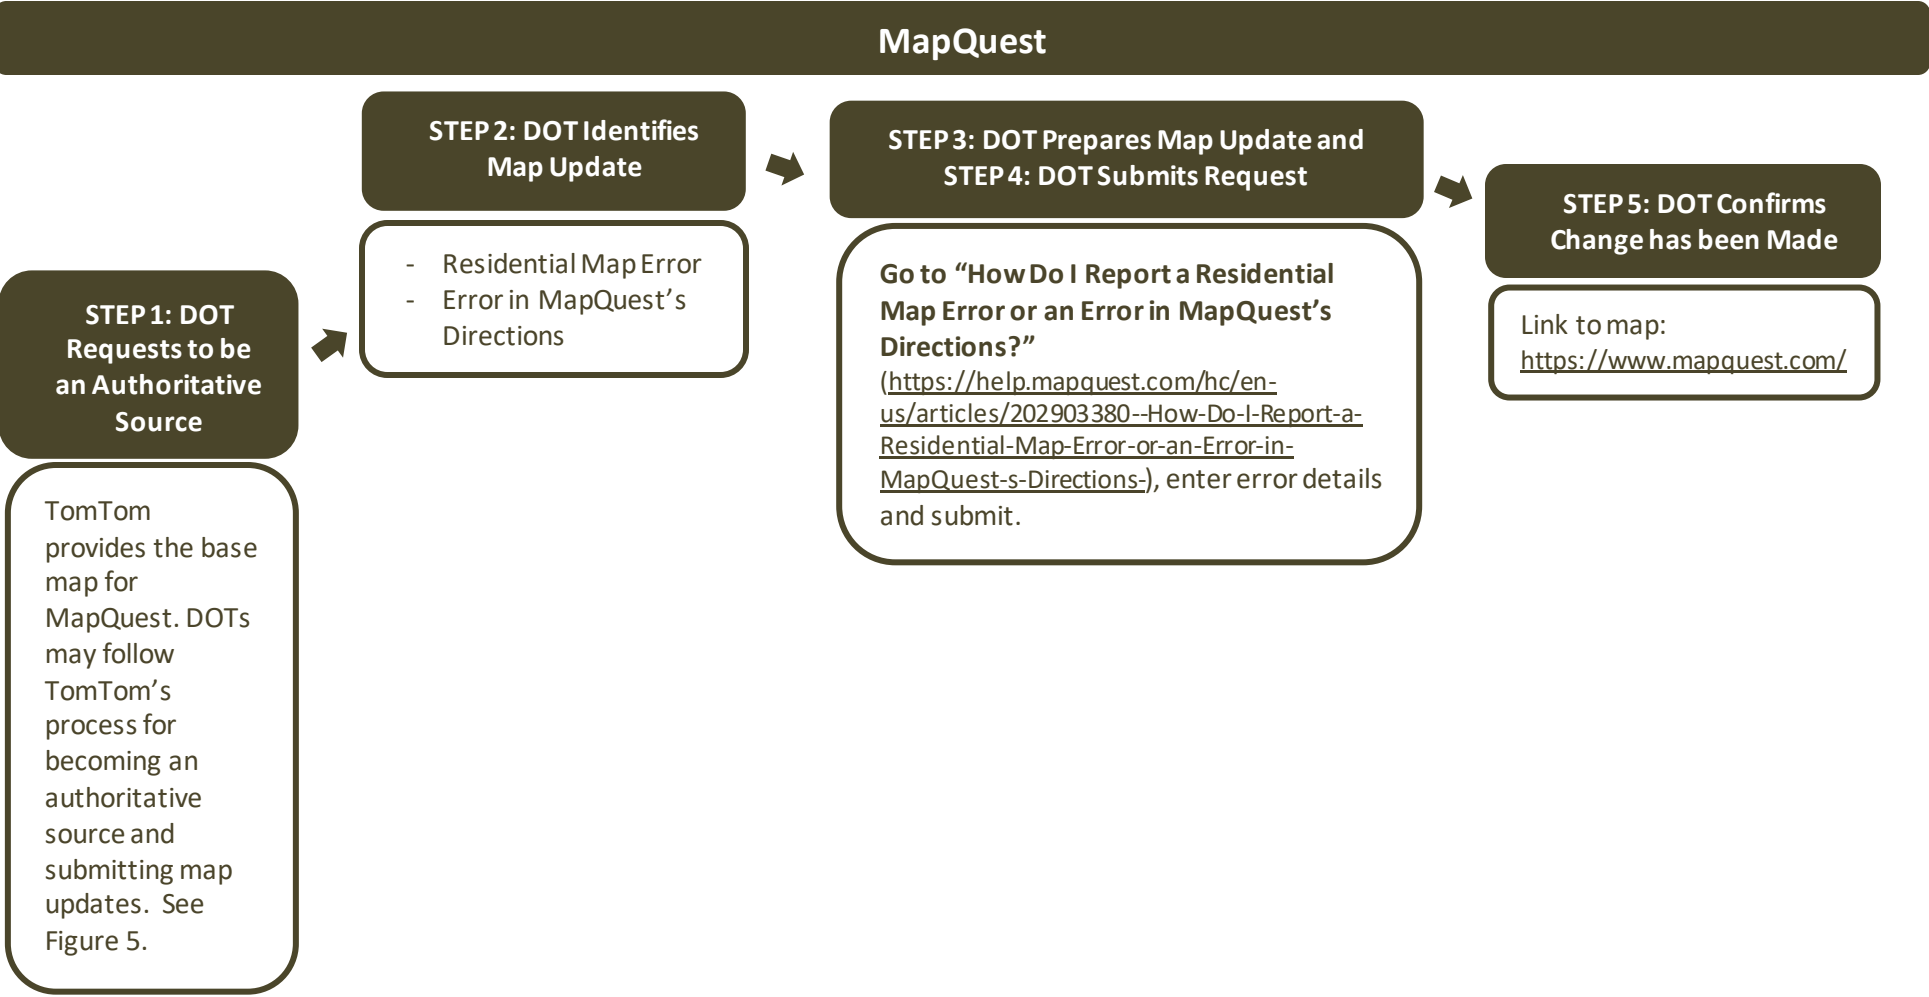 MapQuest
STEP 1: DOT
Requests to be
an Authoritative
Source
TomTom
provides the base
map for
MapQuest. DOTs
may follow
TomTom’s
process for
becoming an
authoritative
source and
submitting map
updates.  See
Figure 5.
STEP 2: DOT Identifies
Map Update
- Residential Map Error
- Error in MapQuest’s
Directions
STEP 3: DOT Prepares Map Update and
STEP 4: DOT Submits Request
Go to “How Do I Report a Residential
Map Error or an Error in MapQuest’s
Directions?”
(https://help.mapquest.com/hc/en-
us/articles/202903380--How-Do-I-Report-a-
Residential-Map-Error-or-an-Error-in-
MapQuest-s-Directions-), enter error details
and submit.
STEP 5: DOT Confirms
Change has been Made
Link to map:
https://www.mapquest.com/